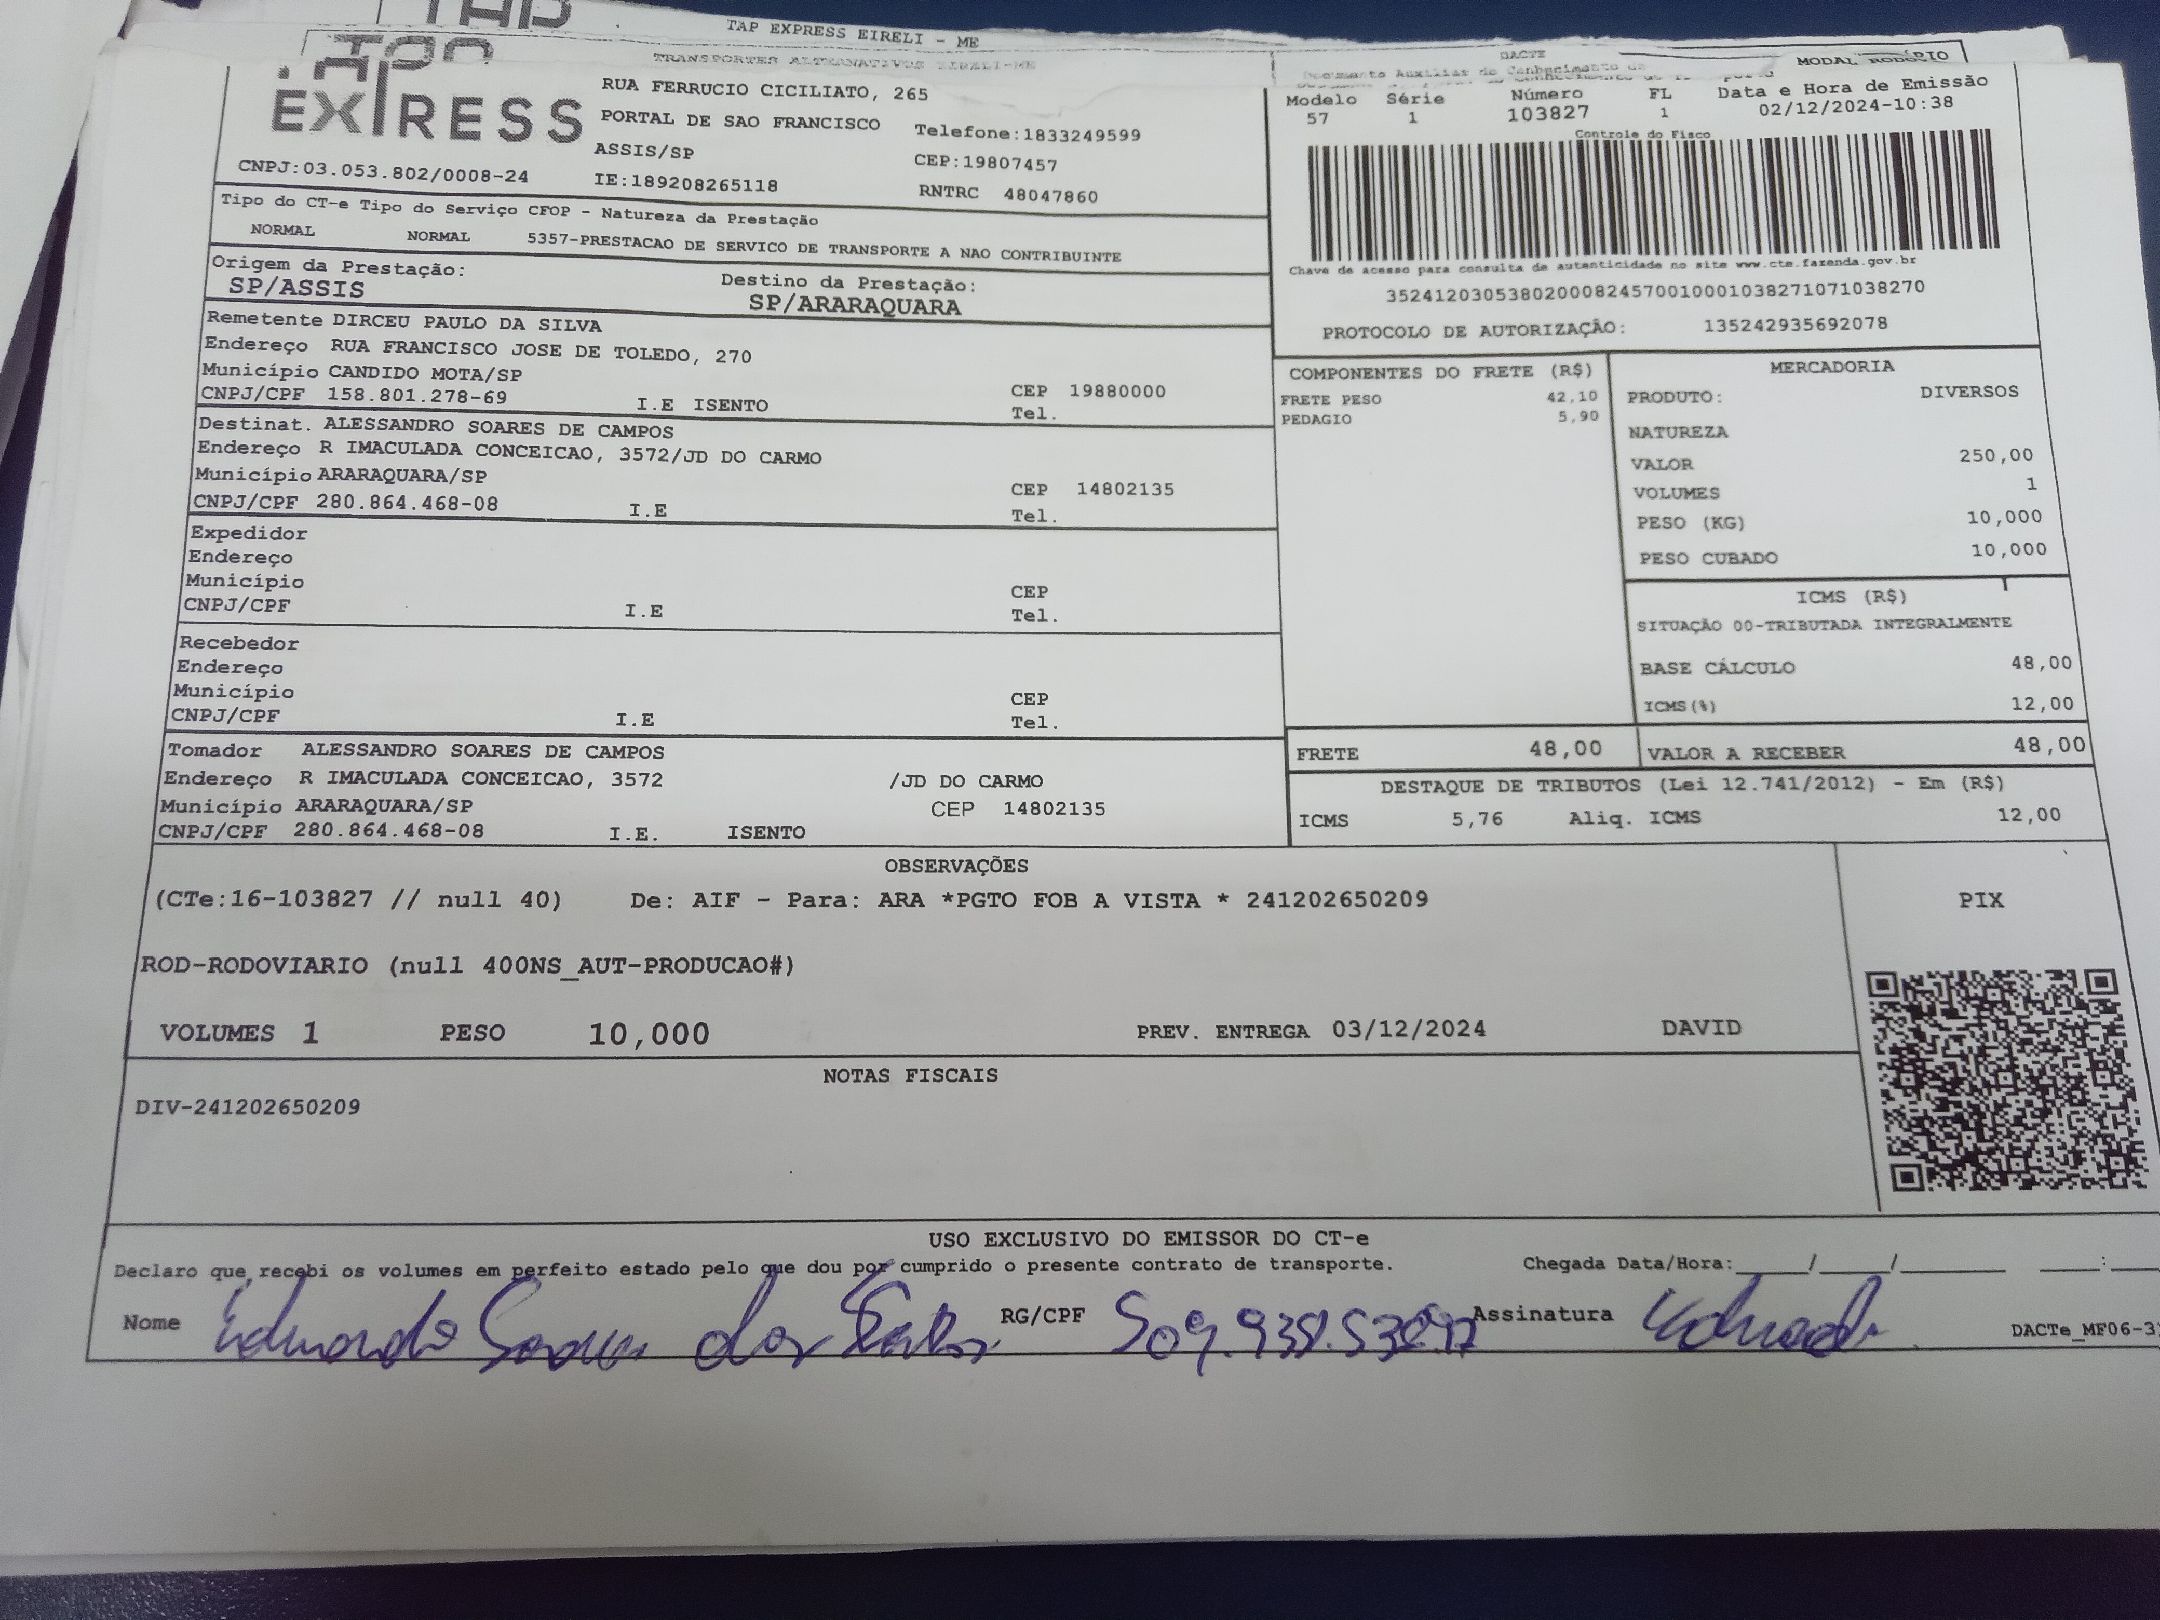 TAP EXPRESS EIRELI - ME
DACTE
MODAL RODOVIÁRIO
EXPRESS
RUA FERRUCIO CICILIATO, 265
PORTAL DE SAO FRANCISCO Telefone:1833249599
ASSIS/SP CEP:19807457
CNPJ:03.053.802/0008-24 IE:189208265118 RNTRC 48047860
Modelo Série Número FL Data e Hora de Emissão
57 1 103827 1 02/12/2024-10:38
Controle do Fisco
Tipo do CT-e Tipo do Serviço CFOP - Natureza da Prestação
NORMAL NORMAL 5357-PRESTACAO DE SERVICO DE TRANSPORTE A NAO CONTRIBUINTE
Chave de acesso para consulta de autenticidade no site www.cte.fazenda.gov.br
35241203053802000824570010001038271071038270
PROTOCOLO DE AUTORIZAÇÃO: 135242935692078
Origem da Prestação: Destino da Prestação:
SP/ASSIS SP/ARARAQUARA
Remetente DIRCEU PAULO DA SILVA
Endereço RUA FRANCISCO JOSE DE TOLEDO, 270
Município CANDIDO MOTA/SP CEP 19880000
CNPJ/CPF 158.801.278-69 I.E ISENTO Tel.
Destinat. ALESSANDRO SOARES DE CAMPOS
Endereço R IMACULADA CONCEICAO, 3572/JD DO CARMO
Município ARARAQUARA/SP CEP 14802135
CNPJ/CPF 280.864.468-08 I.E Tel.
Expedidor
Endereço
Município CEP
CNPJ/CPF I.E Tel.
Recebedor
Endereço
Município CEP
CNPJ/CPF I.E Tel.
Tomador ALESSANDRO SOARES DE CAMPOS
Endereço R IMACULADA CONCEICAO, 3572 /JD DO CARMO
Município ARARAQUARA/SP CEP 14802135
CNPJ/CPF 280.864.468-08 I.E. ISENTO
COMPONENTES DO FRETE (R$)
FRETE PESO 42,10
PEDAGIO 5,90
MERCADORIA
PRODUTO: DIVERSOS
NATUREZA
VALOR 250,00
VOLUMES 1
PESO (KG) 10,000
PESO CUBADO 10,000
ICMS (R$)
SITUAÇÃO 00-TRIBUTADA INTEGRALMENTE
BASE CÁLCULO 48,00
ICMS(%) 12,00
FRETE 48,00 VALOR A RECEBER 48,00
DESTAQUE DE TRIBUTOS (Lei 12.741/2012) - Em (R$)
ICMS 5,76 Aliq. ICMS 12,00
OBSERVAÇÕES
(CTe:16-103827 // null 40) De: AIF - Para: ARA *PGTO FOB A VISTA * 241202650209
PIX
ROD-RODOVIARIO (null 400NS_AUT-PRODUCAO#)
VOLUMES 1 PESO 10,000 PREV. ENTREGA 03/12/2024 DAVID
NOTAS FISCAIS
DIV-241202650209
USO EXCLUSIVO DO EMISSOR DO CT-e
Declaro que recebi os volumes em perfeito estado pelo que dou por cumprido o presente contrato de transporte. Chegada Data/Hora:____/____/______ ____:
Nome Eduardo RG/CPF Assinatura Eduardo
DACTe_MF06-3